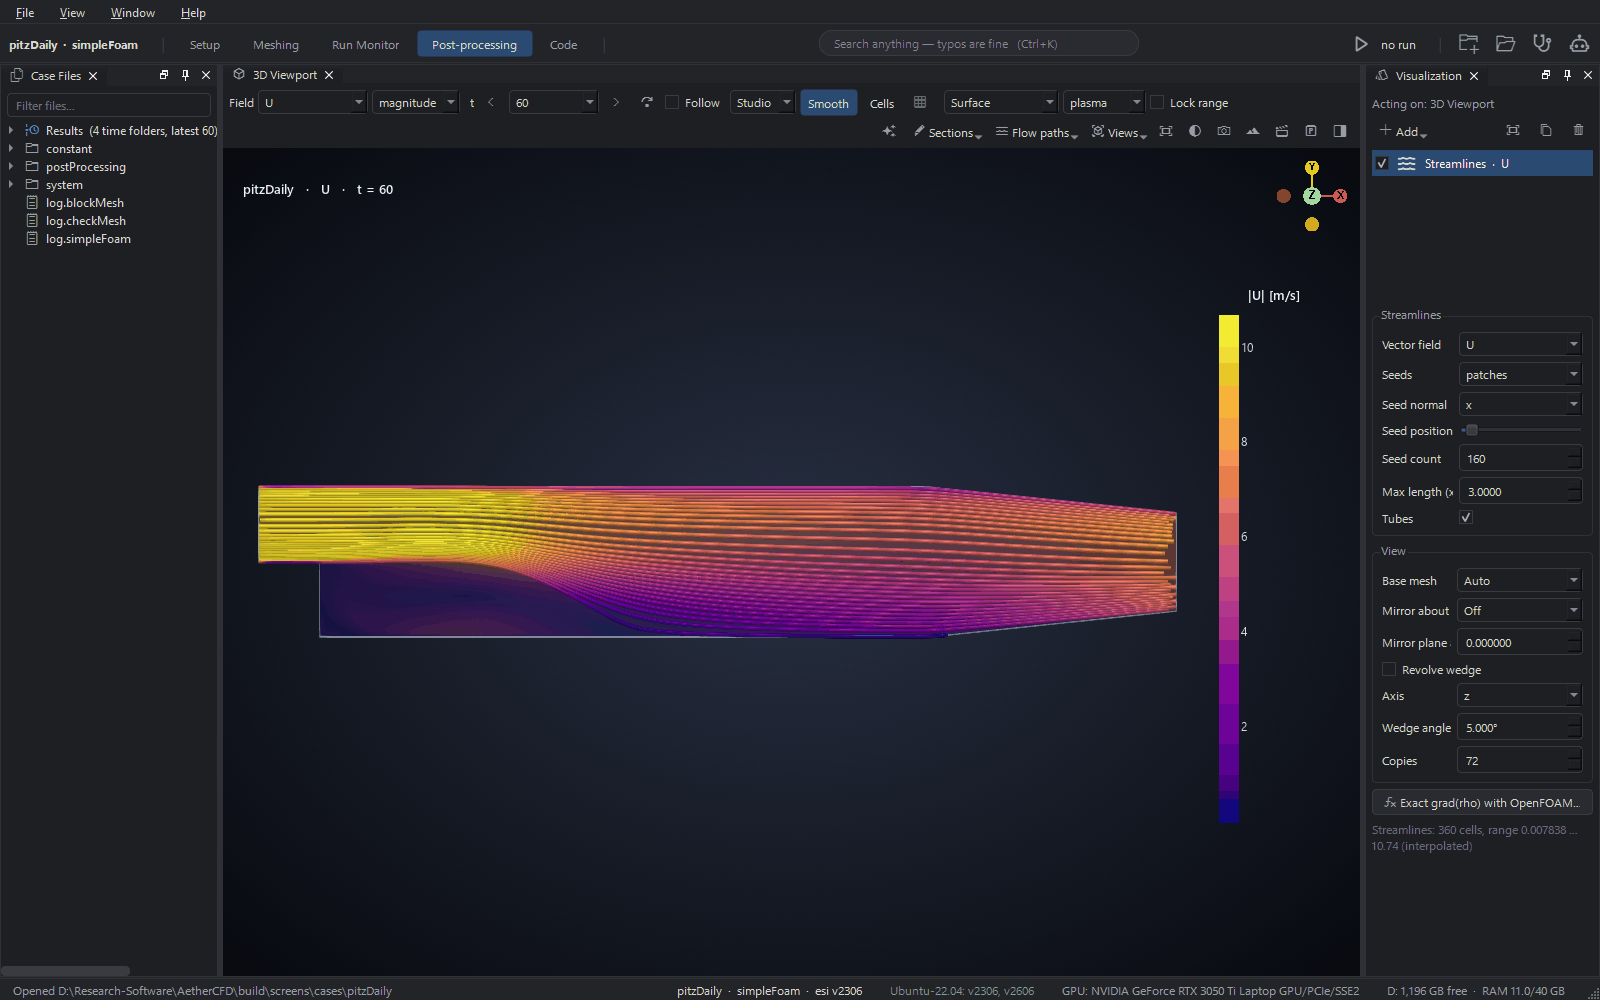 File View Window Help
pitzDaily · simpleFoam Setup Meshing Run Monitor Post-processing Code Search anything — typos are fine (Ctrl+K) no run
Case Files 3D Viewport Visualization
Filter files...
Results (4 time folders, latest 60)
constant
postProcessing
system
log.blockMesh
log.checkMesh
log.simpleFoam
Field U magnitude t 60 Follow Studio Smooth Cells Surface plasma Lock range
Sections Flow paths Views
pitzDaily · U · t = 60
Y
Z X
|U| [m/s]
10
8
6
4
2
Acting on: 3D Viewport
Add
Streamlines · U
Streamlines
Vector field U
Seeds patches
Seed normal x
Seed position
Seed count 160
Max length (x 3.0000
Tubes
View
Base mesh Auto
Mirror about Off
Mirror plane 0.000000
Revolve wedge
Axis z
Wedge angle 5.000°
Copies 72
fx Exact grad(rho) with OpenFOAM...
Streamlines: 360 cells, range 0.007838 ...
10.74 (interpolated)
Opened D:\Research-Software\AetherCFD\build\screens\cases\pitzDaily pitzDaily · simpleFoam · esi v2306 Ubuntu-22.04: v2306, v2606 GPU: NVIDIA GeForce RTX 3050 Ti Laptop GPU/PCIe/SSE2 D: 1,196 GB free · RAM 11.0/40 GB